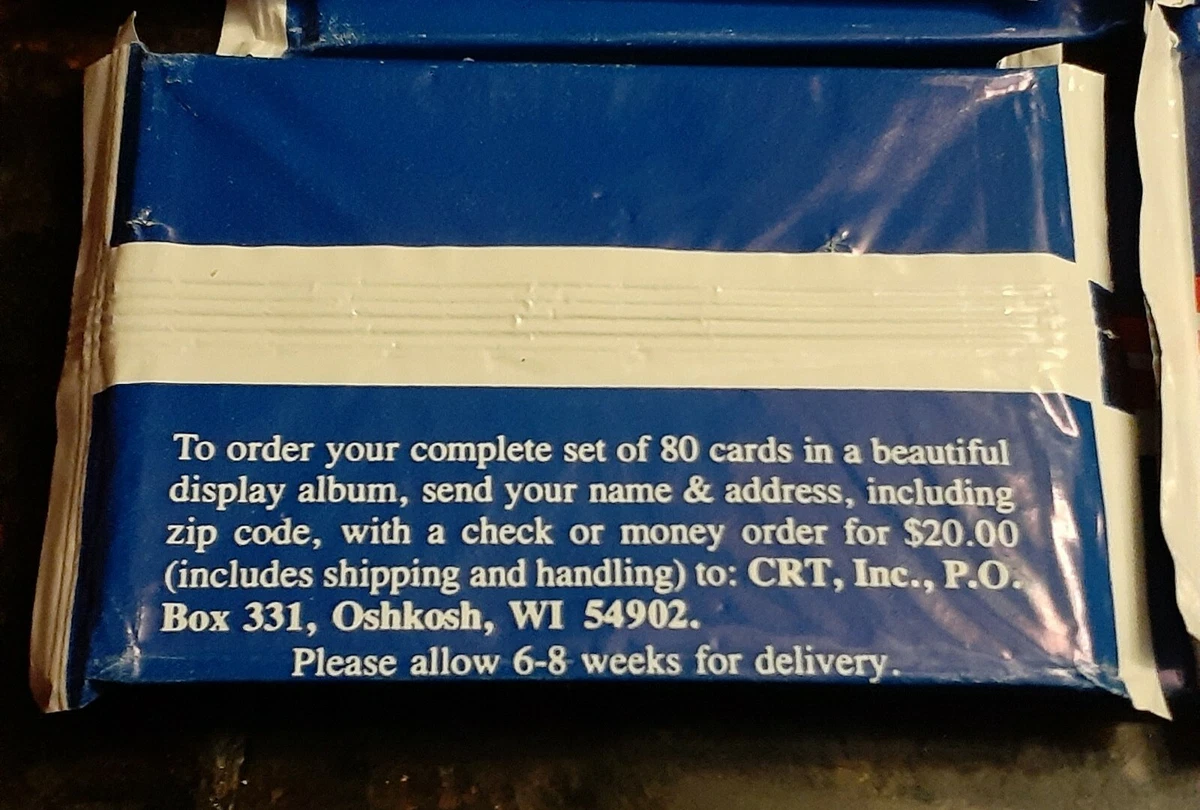 To order your complete set of 80 cards in a beautiful
display album, send your name & address, including
zip code, with a check or money order for $20.00
(includes shipping and handling) to: CRT, Inc., P.O.
Box 331, Oshkosh, WI 54902.
Please allow 6-8 weeks for delivery.